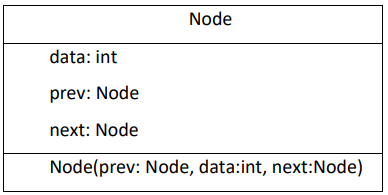 Node
data: int
prev: Node
next: Node
Node(prev: Node, data:int, next:Node)